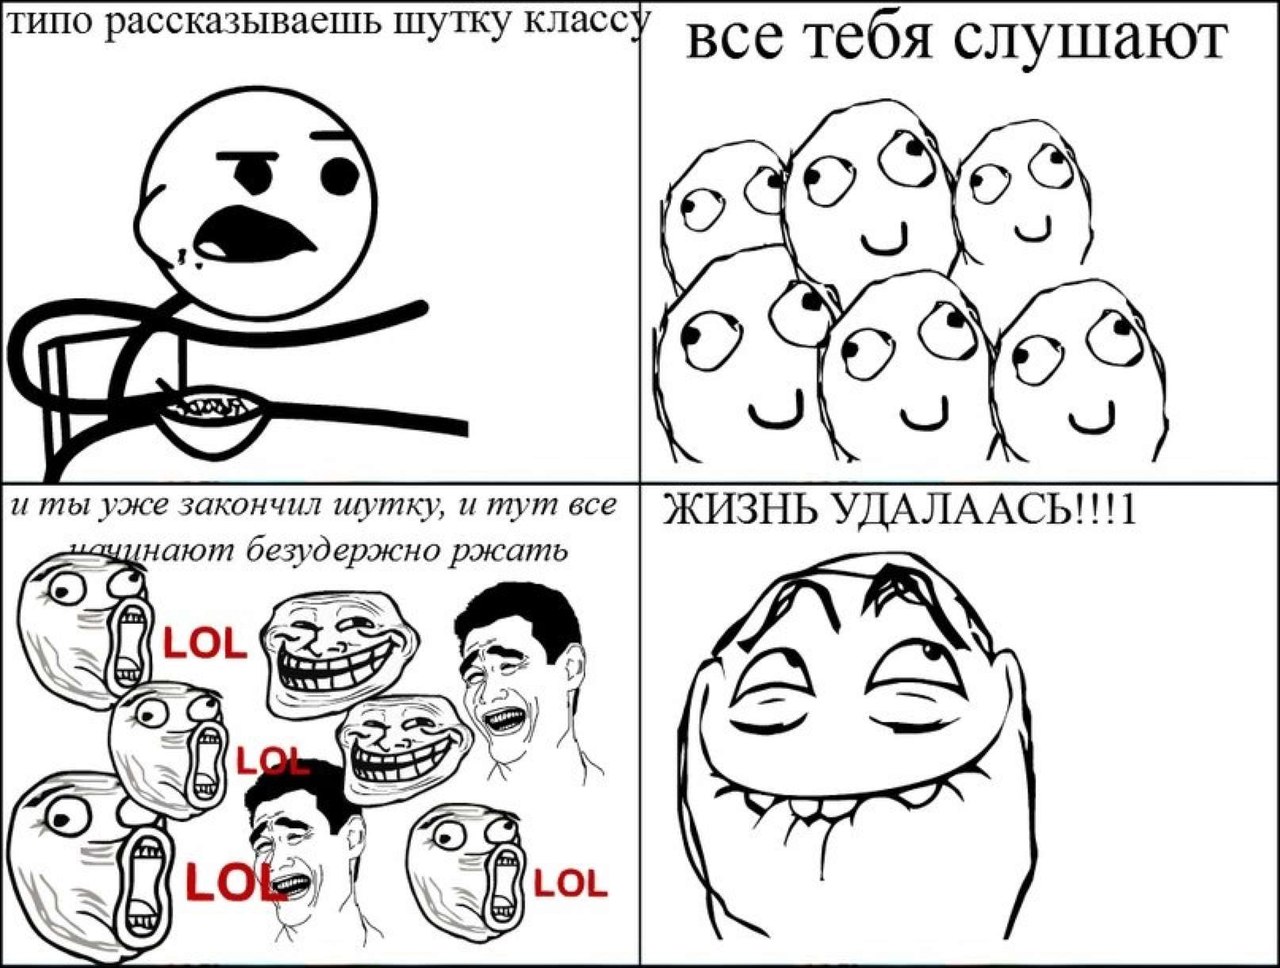 типо рассказываешь шутку классу
все тебя слушают
и ты уже закончил шутку, и тут все
начинают безудержно ржать
LOL
LOL
LOL
LOL
ЖИЗНЬ УДАЛААСЬ!!!1